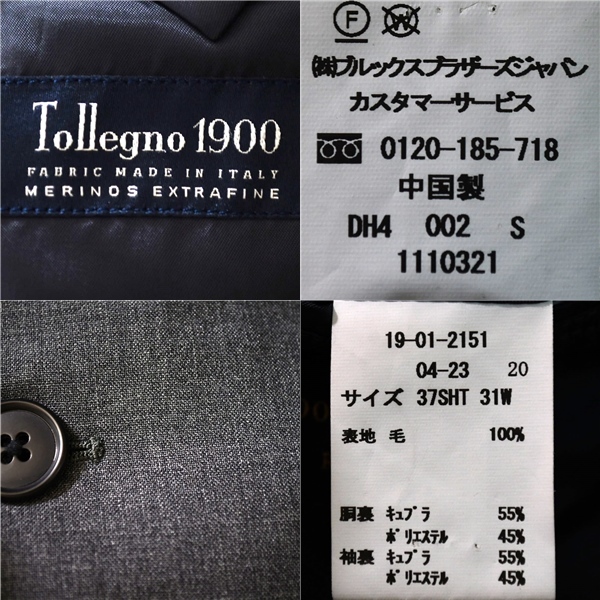 Tollegno 1900
FABRIC MADE IN ITALY
MERINOS EXTRAFINE
F W
㈱ブルックスブラザーズジャパン
カスタマーサービス
0120-185-718
中国製
DH4 002 S
1110321
19-01-2151
04-23 20
サイズ 37SHT 31W
表地 毛 100%
胴裏 キュプラ 55%
ポリエステル 45%
袖裏 キュプラ 55%
ポリエステル 45%